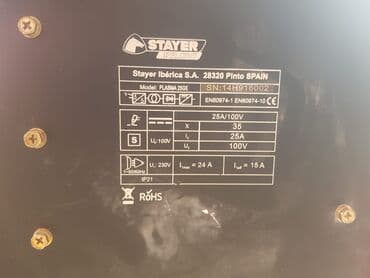 STAYER
Stayer Ibérica S.A. 28320 Pinto SPAIN
Model: PLASMA 25GE SN:14H916002
EN60974-1 EN60974-10
25A/100V
X 35
S U₀:100V I₂ 25A
U₂ 100V
U₁: 230V I₁max = 24 A I₁eff = 15 A
IP21
RoHS